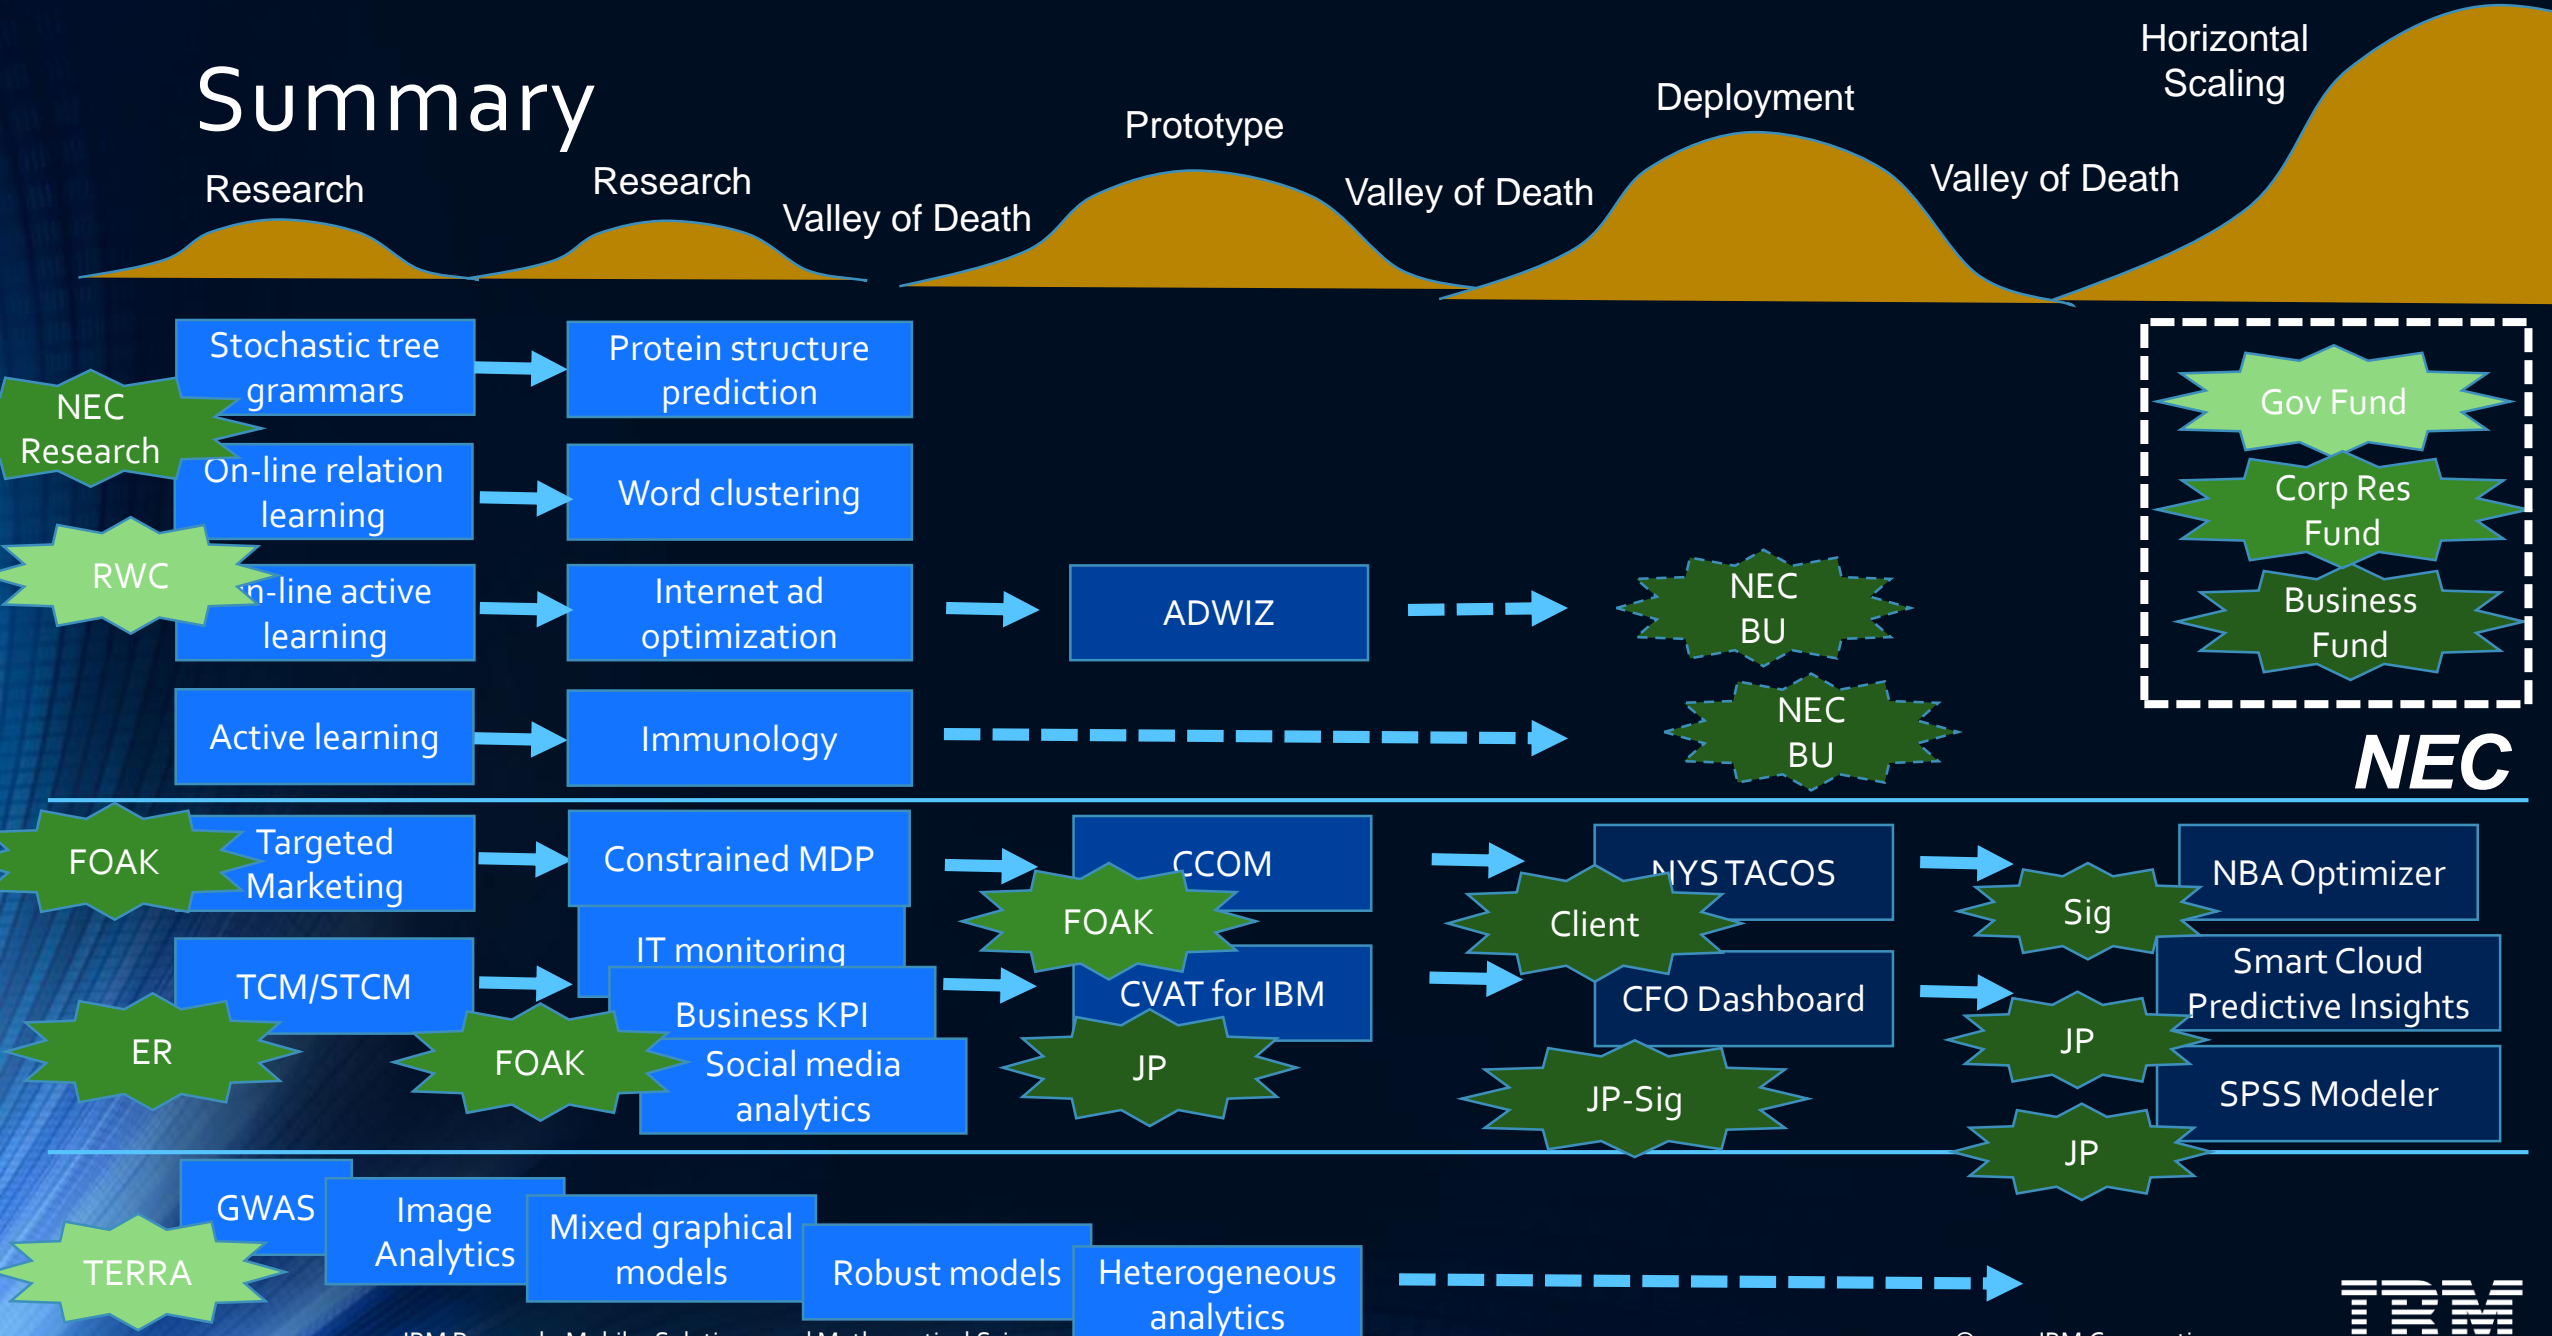 Summary
Horizontal
Scaling
Deployment
Prototype
Research
Research
Valley of Death
Valley of Death
Valley of Death
Stochastic tree
grammars
Protein structure
prediction
NEC
Research
On-line relation
learning
Word clustering
RWC
n-line active
learning
Internet ad
optimization
ADWIZ
NEC
BU
Active learning
Immunology
NEC
BU
Gov Fund
Corp Res
Fund
Business
Fund
NEC
FOAK
Targeted
Marketing
Constrained MDP
CCOM
FOAK
NYS TACOS
Client
NBA Optimizer
Sig
TCM/STCM
ER
IT monitoring
Business KPI
Social media
analytics
FOAK
CVAT for IBM
JP
CFO Dashboard
JP-Sig
Smart Cloud
Predictive Insights
JP
SPSS Modeler
JP
GWAS
TERRA
Image
Analytics
Mixed graphical
models
Robust models
Heterogeneous
analytics
IBM